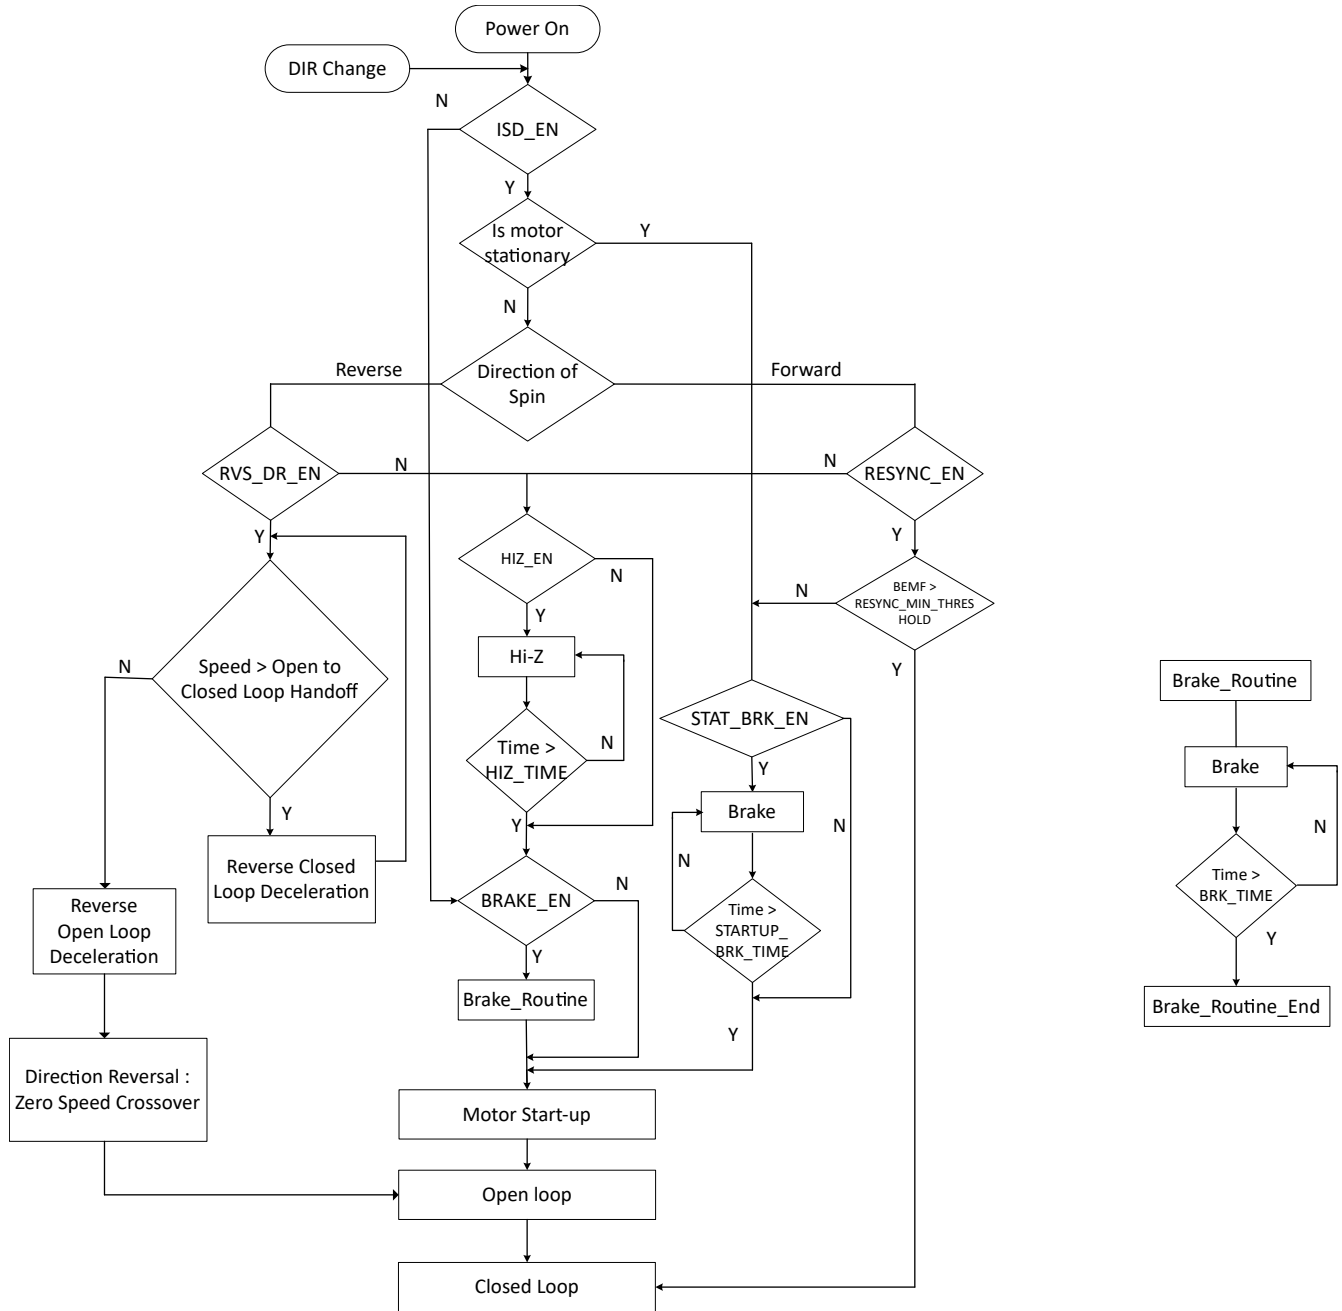 Power On
DIR Change
N
ISD_EN
Y
Is motor
stationary
Y
N
Reverse
Direction of
Spin
Forward
RVS_DR_EN
N
N
RESYNC_EN
Y
Y
HIZ_EN
N
N
BEMF >
RESYNC_MIN_THRES
HOLD
Y
Y
Hi-Z
N
Speed > Open to
Closed Loop Handoff
Brake_Routine
STAT_BRK_EN
Time >
HIZ_TIME
N
Y
Brake
Y
Y
Brake
N
N
N
Reverse Closed
Loop Deceleration
Time >
BRK_TIME
N
BRAKE_EN
Reverse
Open Loop
Deceleration
Time >
STARTUP_
BRK_TIME
Y
Y
Brake_Routine
Brake_Routine_End
Y
Direction Reversal :
Zero Speed Crossover
Motor Start-up
Open loop
Closed Loop